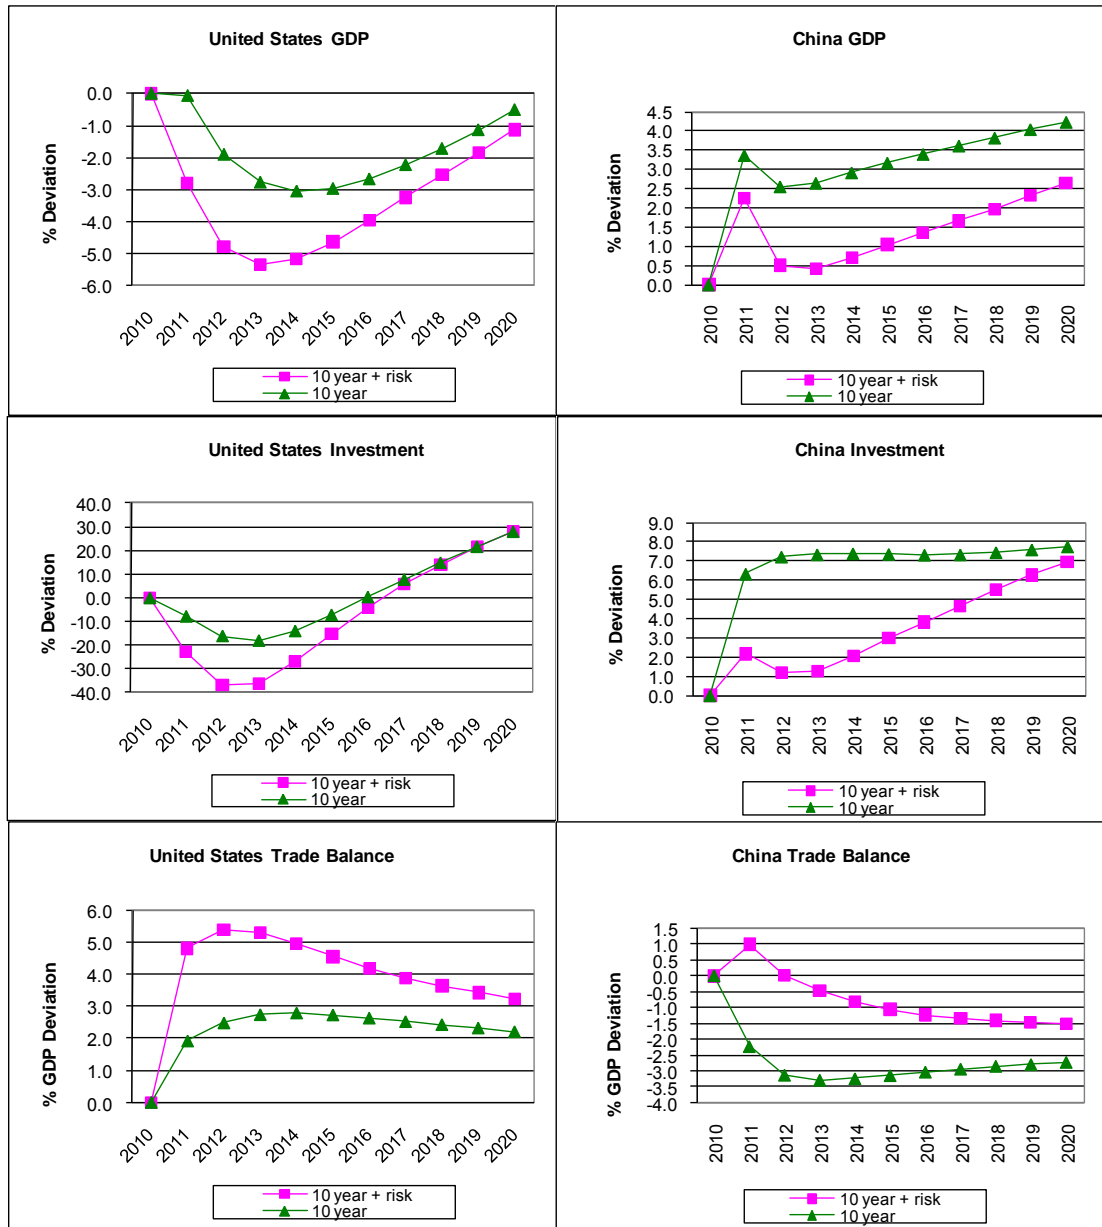 United States GDP
% Deviation
0.0
-1.0
-2.0
-3.0
-4.0
-5.0
-6.0
2010 2011 2012 2013 2014 2015 2016 2017 2018 2019 2020
10 year + risk
10 year
China GDP
% Deviation
4.5
4.0
3.5
3.0
2.5
2.0
1.5
1.0
0.5
0.0
2010 2011 2012 2013 2014 2015 2016 2017 2018 2019 2020
10 year + risk
10 year
United States Investment
% Deviation
40.0
30.0
20.0
10.0
0.0
-10.0
-20.0
-30.0
-40.0
2010 2011 2012 2013 2014 2015 2016 2017 2018 2019 2020
10 year + risk
10 year
China Investment
% Deviation
9.0
8.0
7.0
6.0
5.0
4.0
3.0
2.0
1.0
0.0
2010 2011 2012 2013 2014 2015 2016 2017 2018 2019 2020
10 year + risk
10 year
United States Trade Balance
% GDP Deviation
6.0
5.0
4.0
3.0
2.0
1.0
0.0
2010 2011 2012 2013 2014 2015 2016 2017 2018 2019 2020
10 year + risk
10 year
China Trade Balance
% GDP Deviation
1.5
1.0
0.5
0.0
-0.5
-1.0
-1.5
-2.0
-2.5
-3.0
-3.5
-4.0
2010 2011 2012 2013 2014 2015 2016 2017 2018 2019 2020
10 year + risk
10 year